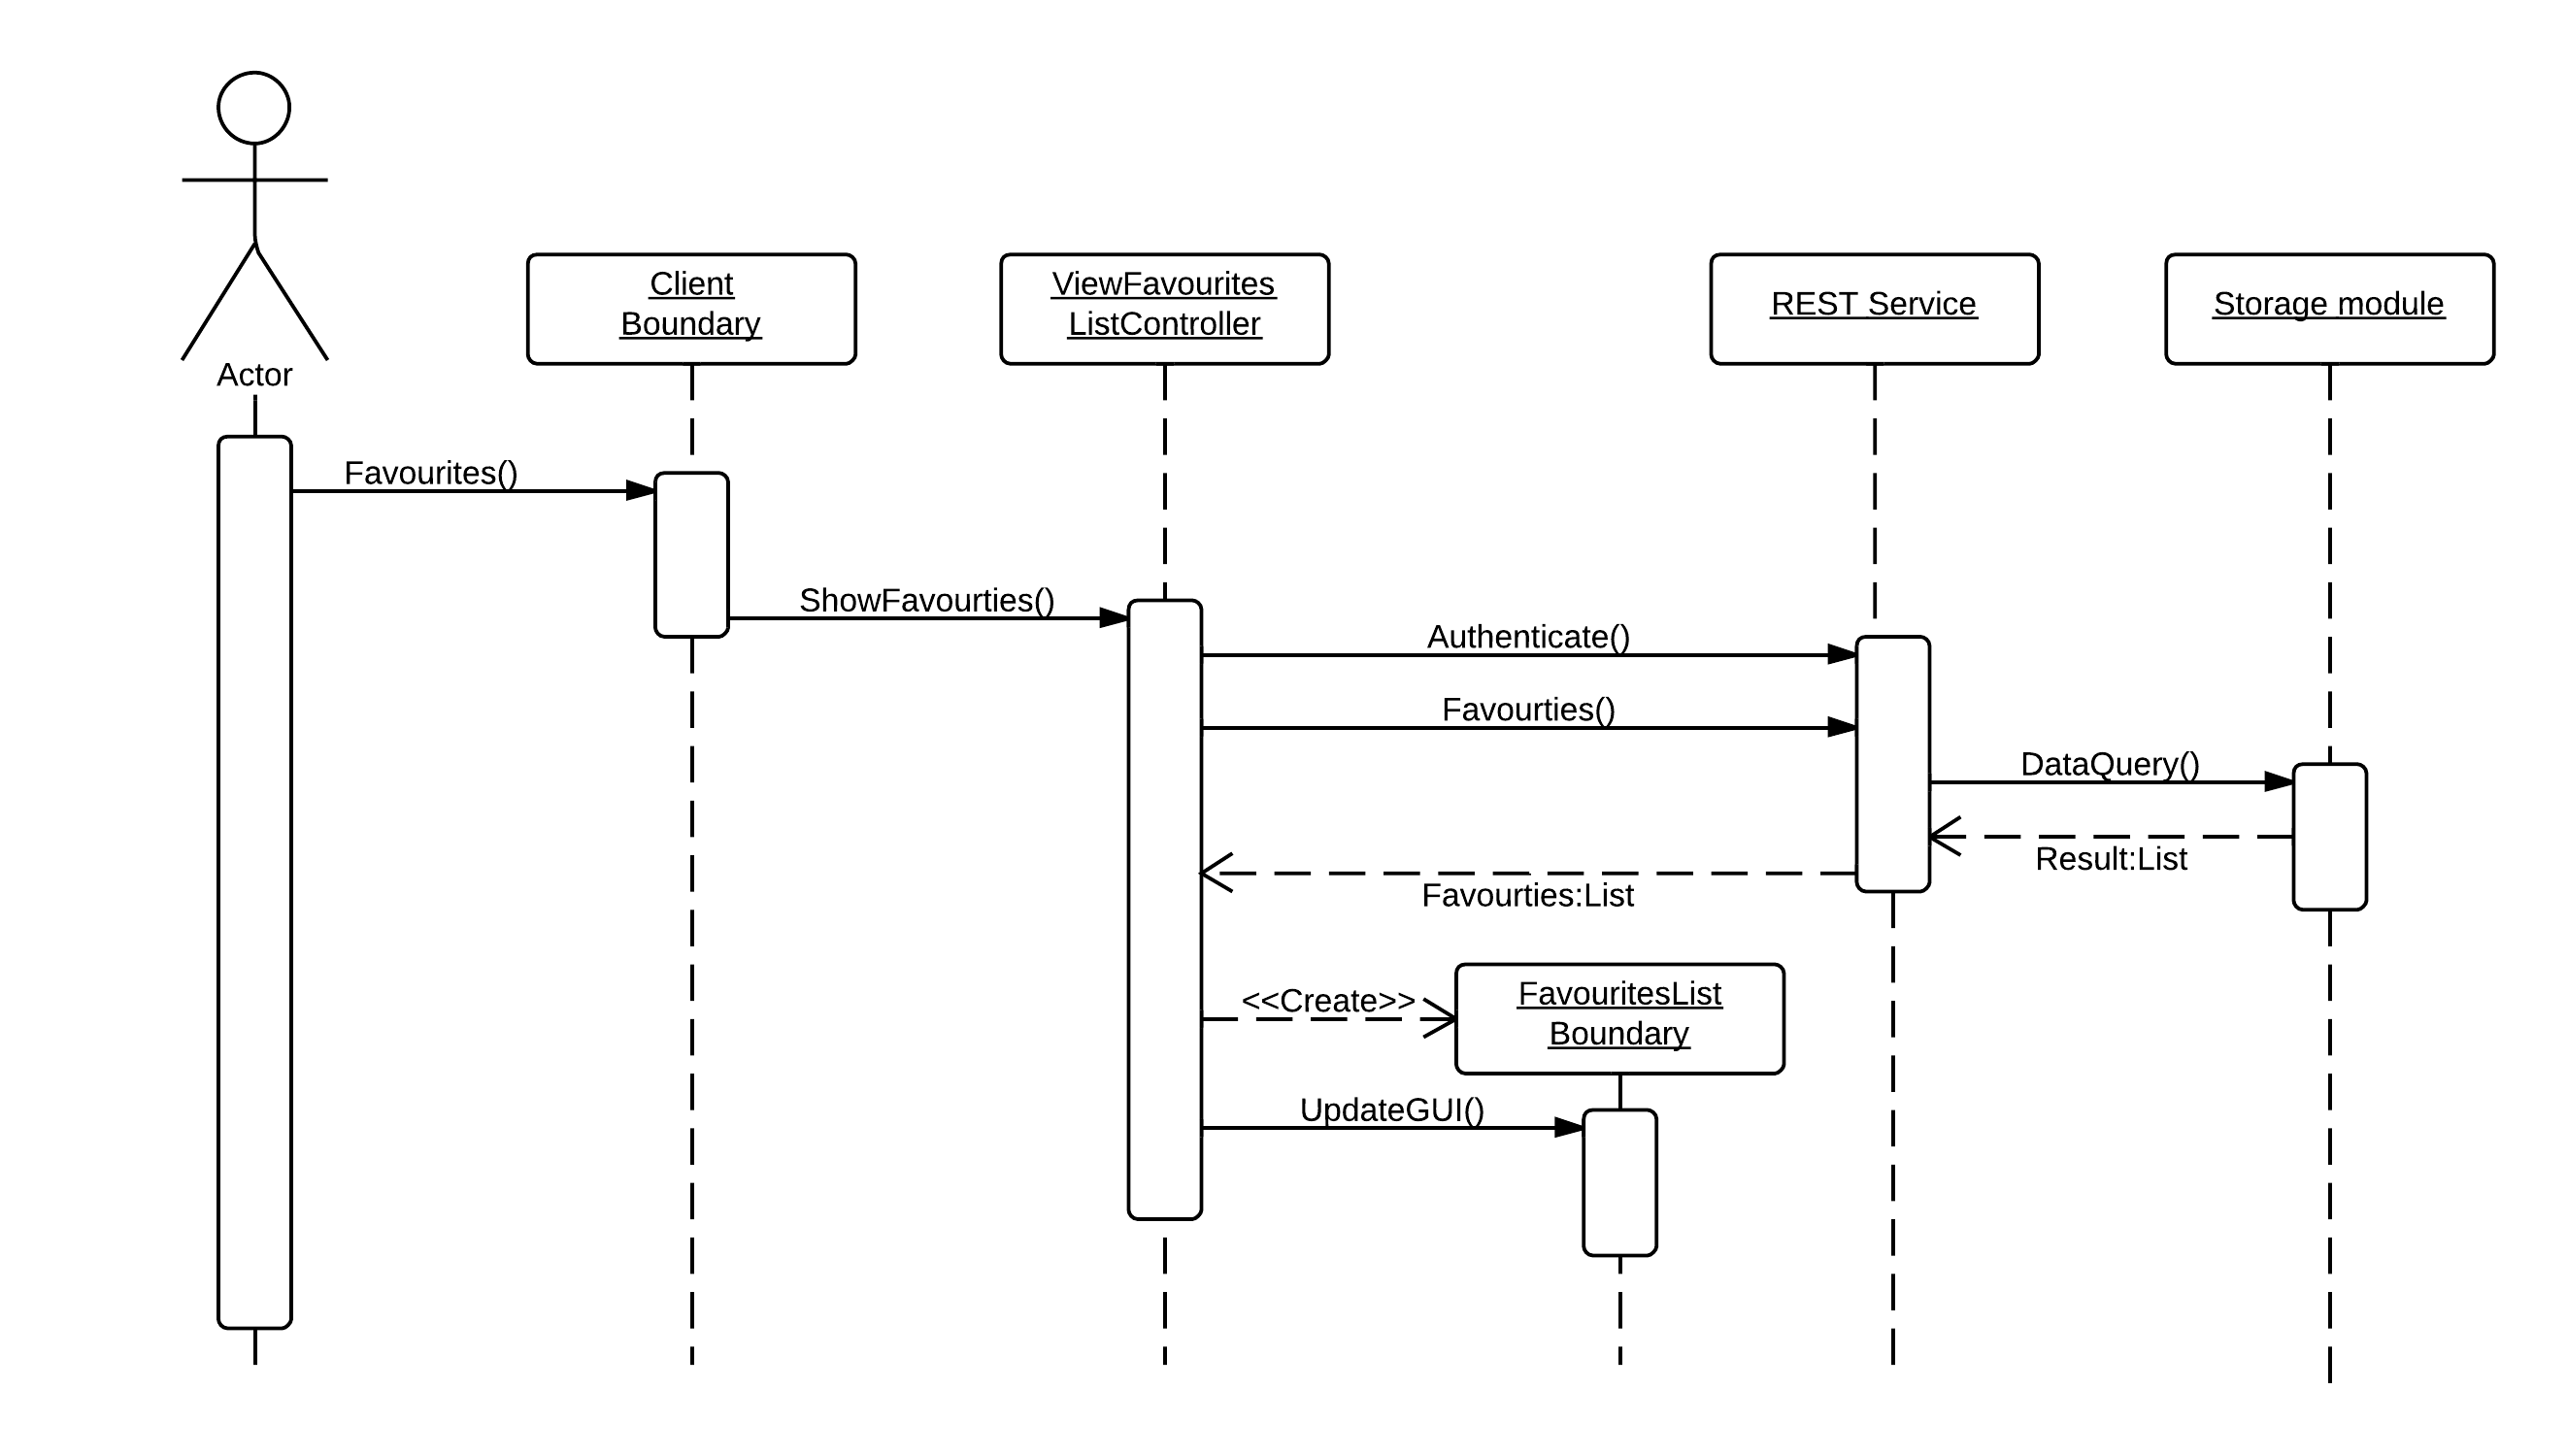 Actor
Client
Boundary
ViewFavourites
ListController
REST Service
Storage module
Favourites()
ShowFavourties()
Authenticate()
Favourties()
DataQuery()
Result:List
Favourties:List
<<Create>>
FavouritesList
Boundary
UpdateGUI()